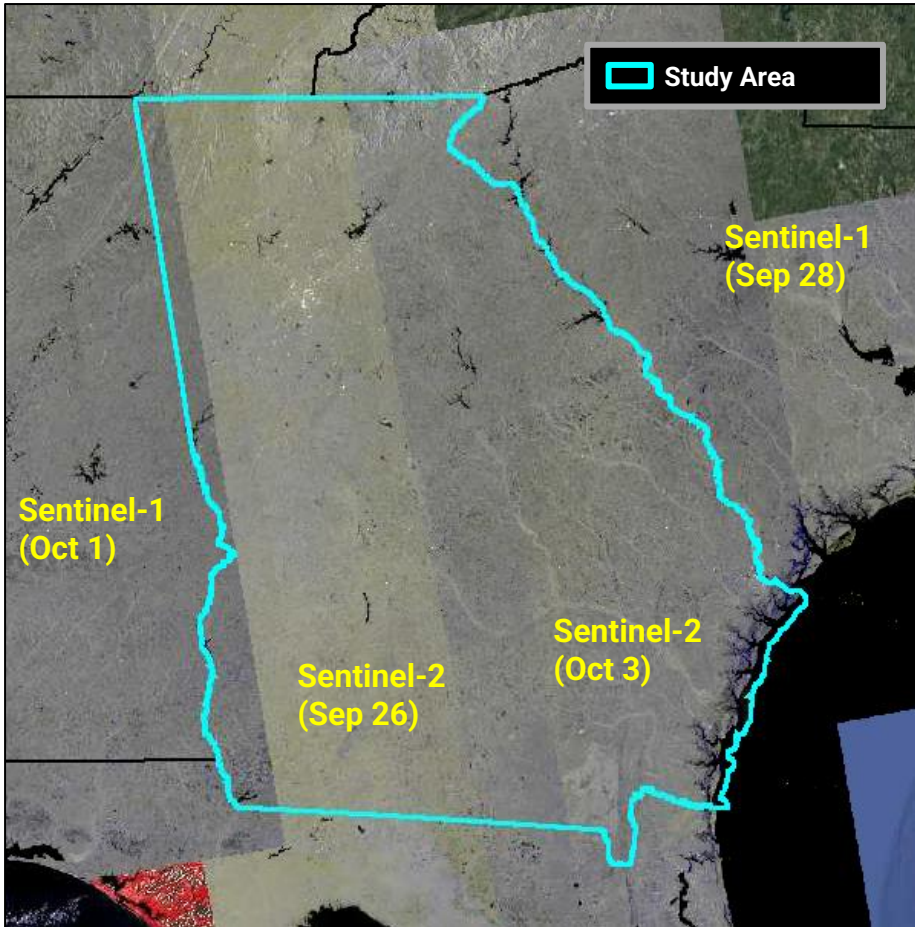 Study Area
Sentinel-1
(Sep 28)
Sentinel-1
(Oct 1)
Sentinel-2
(Oct 3)
Sentinel-2
(Sep 26)